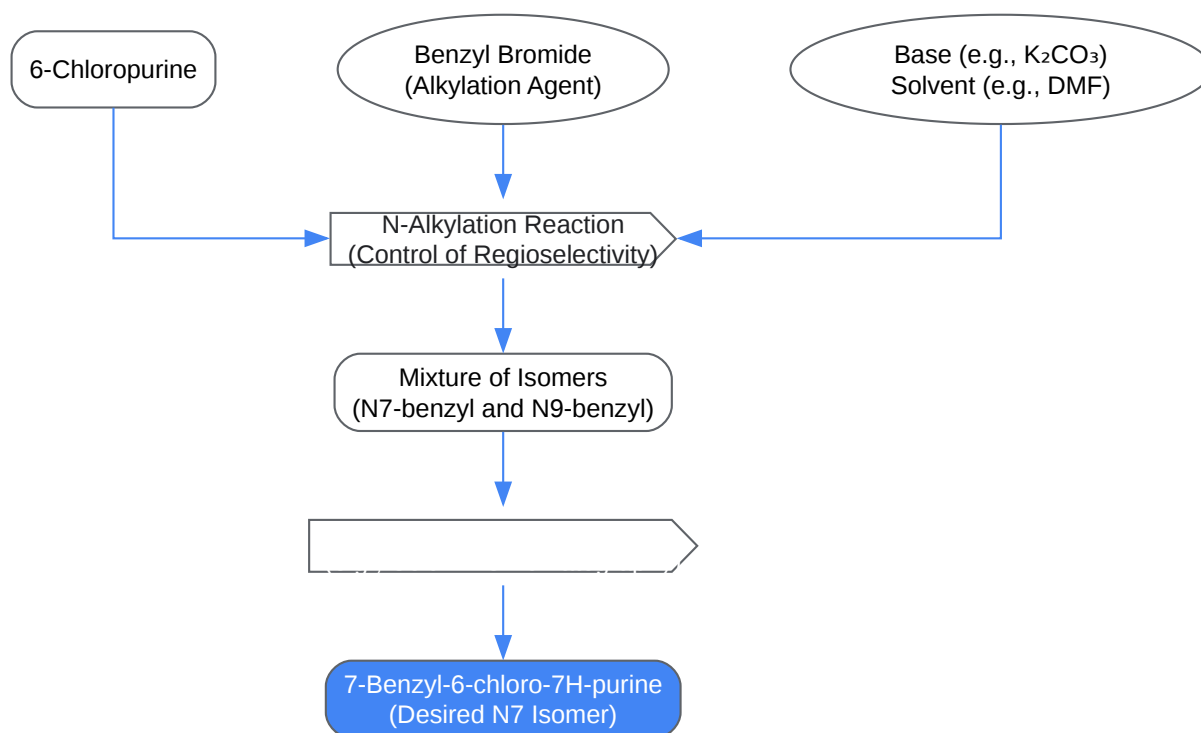 6-Chloropurine
Benzyl Bromide
(Alkylation Agent)
Base (e.g., K₂CO₃)
Solvent (e.g., DMF)
N-Alkylation Reaction
(Control of Regioselectivity)
Mixture of Isomers
(N7-benzyl and N9-benzyl)
7-Benzyl-6-chloro-7H-purine
(Desired N7 Isomer)